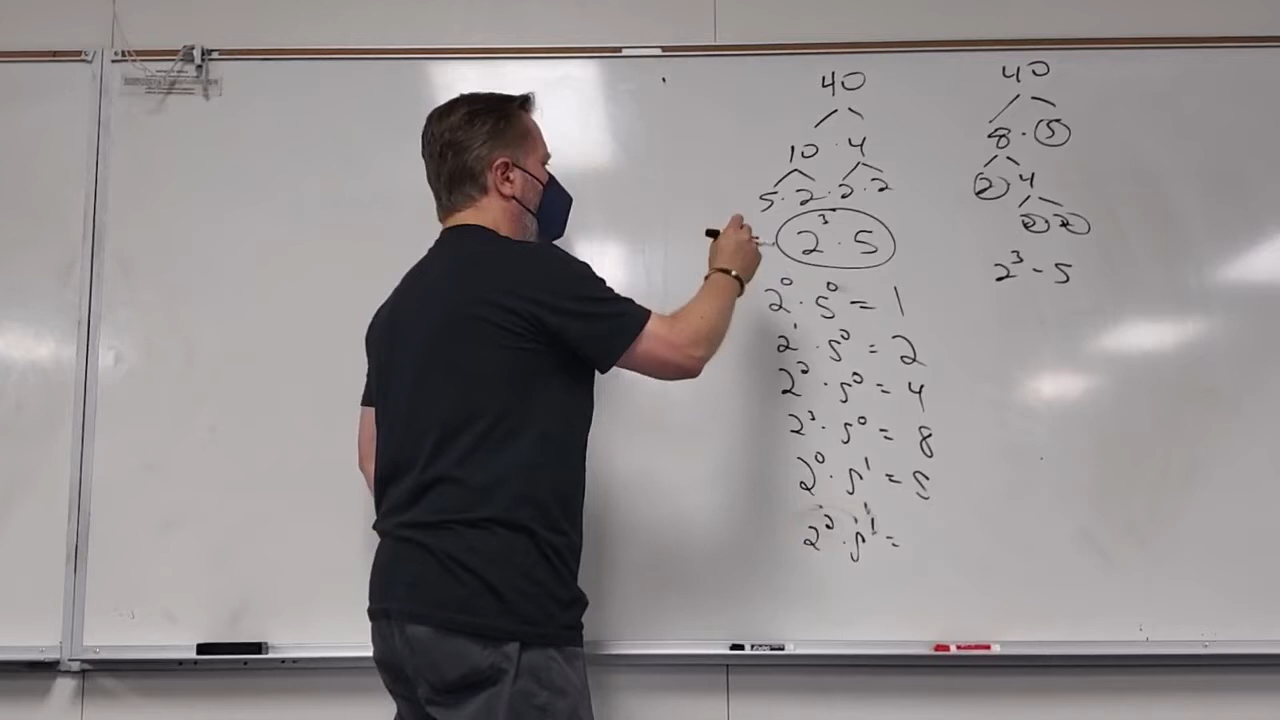 40
10 · 4
5 · 2 · 2 · 2
2³ · 5
2⁰ · 5⁰ = 1
2¹ · 5⁰ = 2
2² · 5⁰ = 4
2³ · 5⁰ = 8
2⁰ · 5¹ = 5
2² · 5¹ =
40
8 · 5
2 4
2 2
2³ - 5